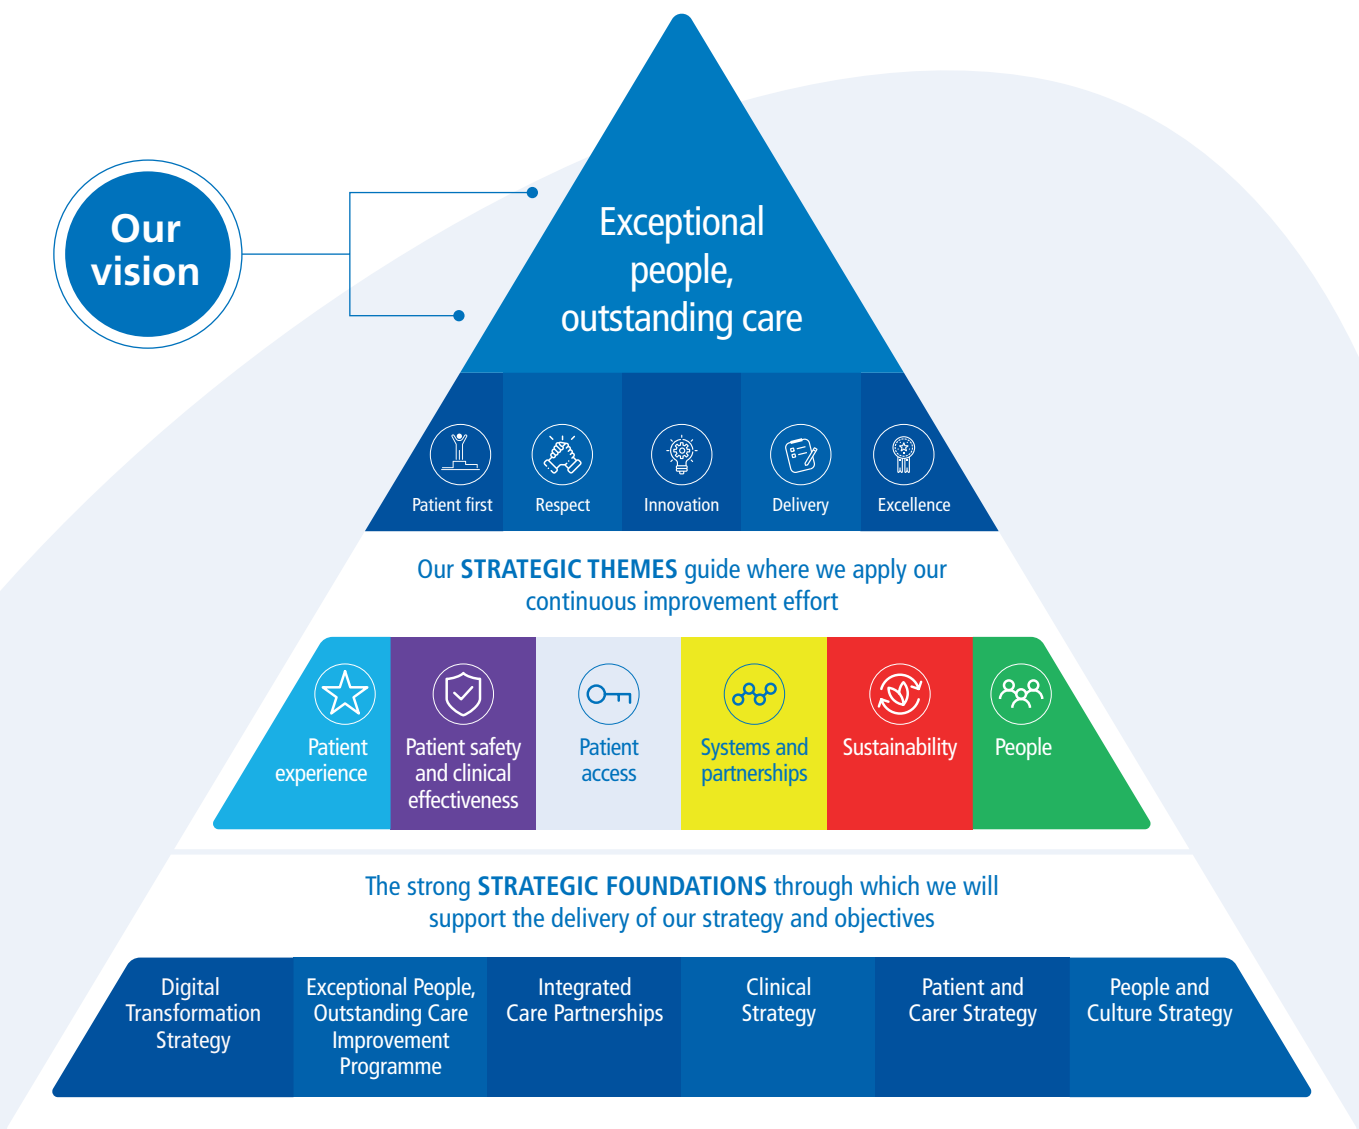 Our
vision
Exceptional
people,
outstanding care
Patient first
Respect
Innovation
Delivery
Excellence
Our STRATEGIC THEMES guide where we apply our
continuous improvement effort
Patient
experience
Patient safety
and clinical
effectiveness
Patient
access
Systems and
partnerships
Sustainability
People
The strong STRATEGIC FOUNDATIONS through which we will
support the delivery of our strategy and objectives
Digital
Transformation
Strategy
Exceptional People,
Outstanding Care
Improvement
Programme
Integrated
Care Partnerships
Clinical
Strategy
Patient and
Carer Strategy
People and
Culture Strategy